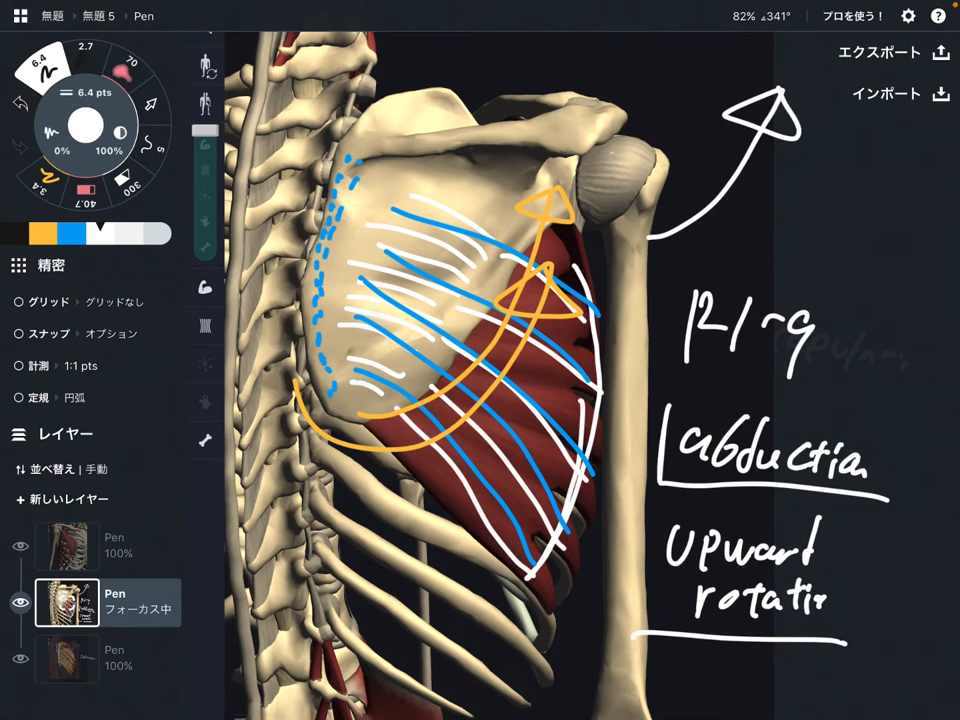 無題 無題 5 Pen
82% ⊿341° プロを使う!
エクスポート
インポート
2.7
6.4
70
6.4 pts
5
0% 100%
3.4
40.7
300
精密
グリッド グリッドなし
スナップ オプション
計測 1:1 pts
定規 円弧
レイヤー
並べ替え | 手動
+ 新しいレイヤー
Pen
100%
Pen
フォーカス中
Pen
100%
abduction
upward
rotatin